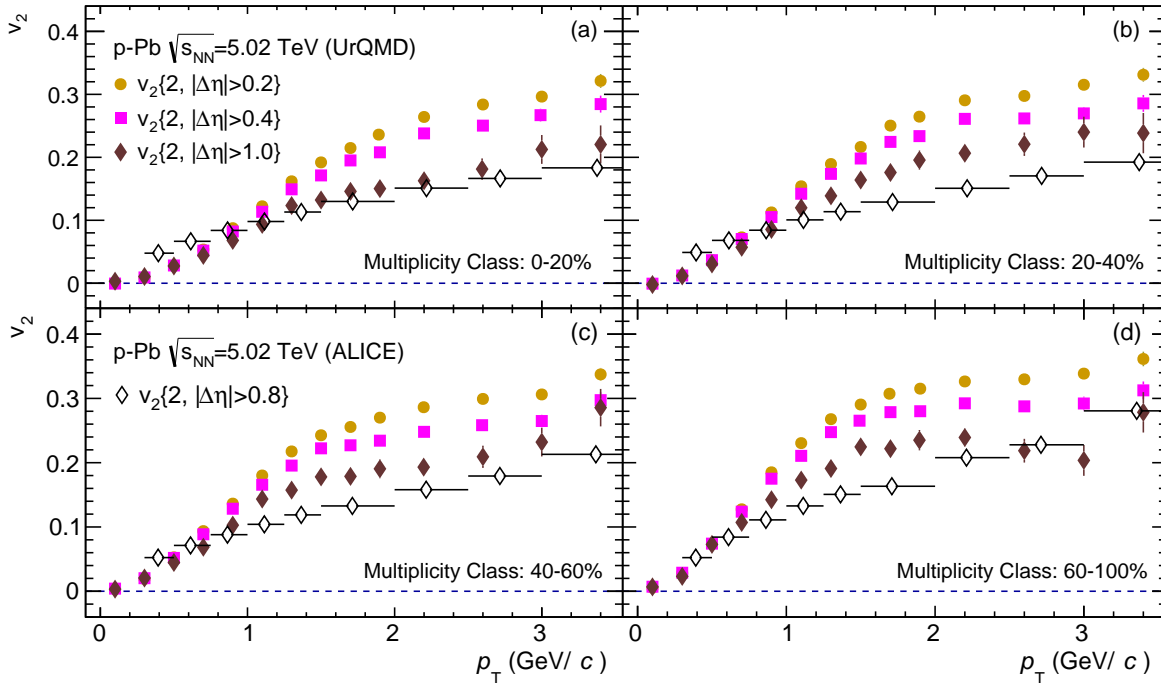 v2
0.4
0.3
0.2
0.1
0
(a)
p-Pb √sNN=5.02 TeV (UrQMD)
v2{2, |Δη|>0.2}
v2{2, |Δη|>0.4}
v2{2, |Δη|>1.0}
Multiplicity Class: 0-20%
(b)
Multiplicity Class: 20-40%
v2
0.4
0.3
0.2
0.1
0
(c)
p-Pb √sNN=5.02 TeV (ALICE)
v2{2, |Δη|>0.8}
Multiplicity Class: 40-60%
(d)
Multiplicity Class: 60-100%
0 1 2 3
0 1 2 3
pT (GeV/ c)
pT (GeV/ c)